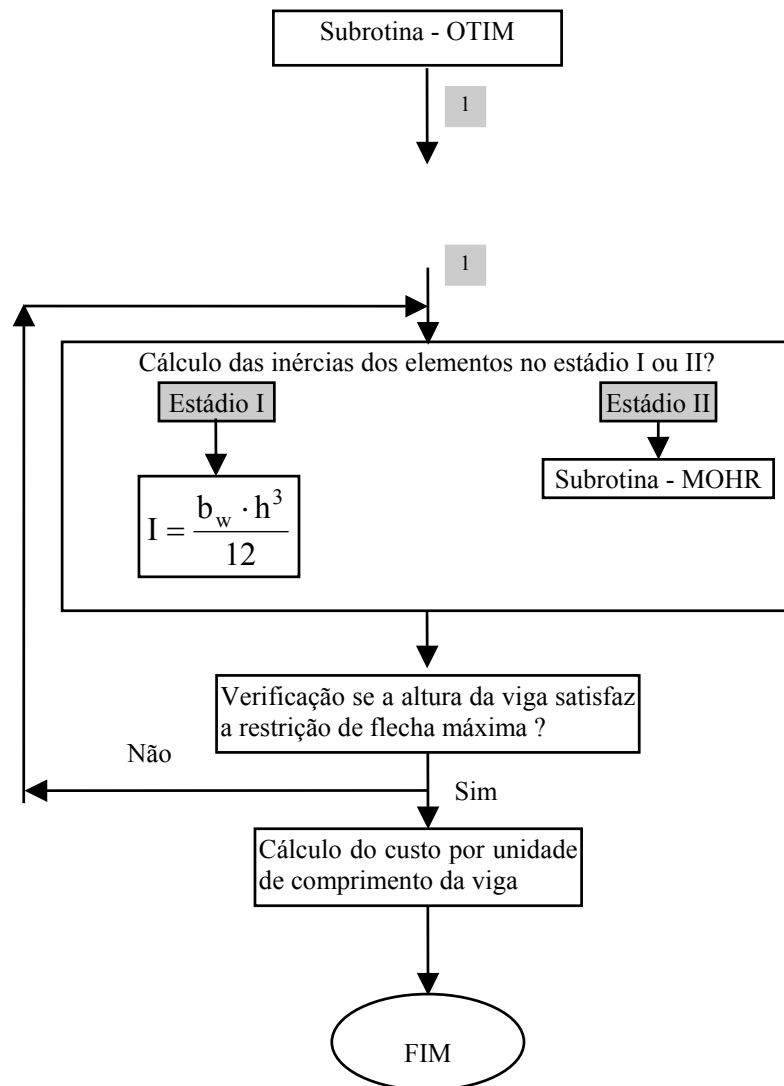 Subrotina - OTIM
1
1
Cálculo das inércias dos elementos no estádio I ou II?
Estádio I
Estádio II
Subrotina - MOHR
I = b_w · h^3 / 12
Verificação se a altura da viga satisfaz
a restrição de flecha máxima ?
Não
Sim
Cálculo do custo por unidade
de comprimento da viga
FIM